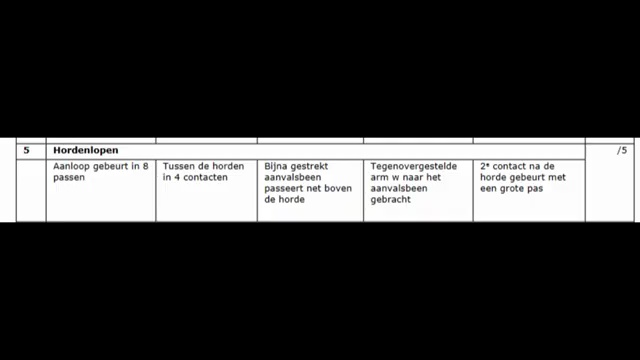 5 Hordenlopen /5
Aanloop gebeurt in 8
passen
Tussen de horden
in 4 contacten
Bijna gestrekt
aanvalsbeen
passeert net boven
de horde
Tegenovergestelde
arm w naar het
aanvalsbeen
gebracht
2ᵉ contact na de
horde gebeurt met
een grote pas